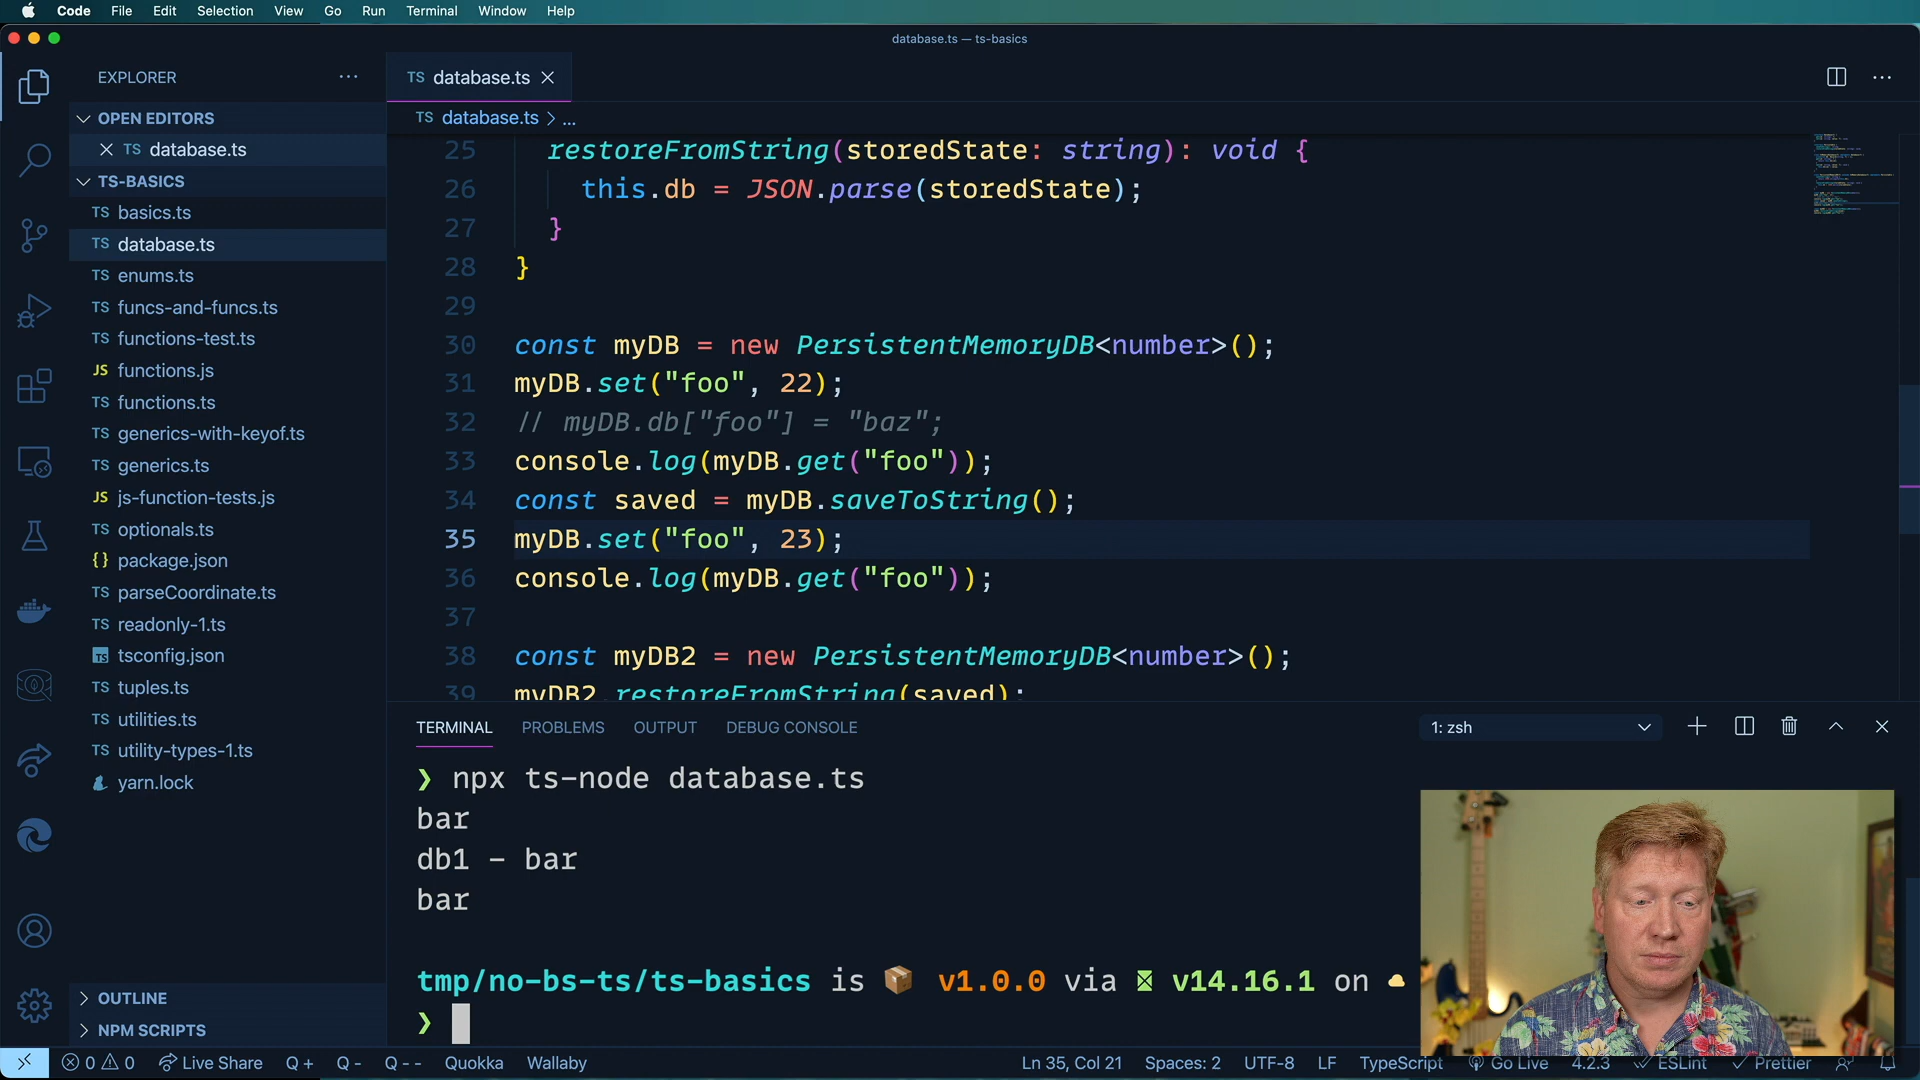 Code File Edit Selection View Go Run Terminal Window Help
database.ts — ts-basics
EXPLORER ...
OPEN EDITORS
TS database.ts
TS-BASICS
TS basics.ts
TS database.ts
TS enums.ts
TS funcs-and-funcs.ts
TS functions-test.ts
JS functions.js
TS functions.ts
TS generics-with-keyof.ts
TS generics.ts
JS js-function-tests.js
TS optionals.ts
{} package.json
TS parseCoordinate.ts
TS readonly-1.ts
TS tsconfig.json
TS tuples.ts
TS utilities.ts
TS utility-types-1.ts
yarn.lock
OUTLINE
NPM SCRIPTS
TS database.ts
TS database.ts > ...
25 restoreFromString(storedState: string): void {
26 this.db = JSON.parse(storedState);
27 }
28 }
29
30 const myDB = new PersistentMemoryDB<number>();
31 myDB.set("foo", 22);
32 // myDB.db["foo"] = "baz";
33 console.log(myDB.get("foo"));
34 const saved = myDB.saveToString();
35 myDB.set("foo", 23);
36 console.log(myDB.get("foo"));
37
38 const myDB2 = new PersistentMemoryDB<number>();
39 myDB2.restoreFromString(saved);
TERMINAL PROBLEMS OUTPUT DEBUG CONSOLE 1: zsh
❯ npx ts-node database.ts
bar
db1 - bar
bar
tmp/no-bs-ts/ts-basics is 📦 v1.0.0 via v14.16.1 on
❯
0 0 Live Share Q + Q - Q - - Quokka Wallaby Ln 35, Col 21 Spaces: 2 UTF-8 LF TypeScript Go Live 4.2.3 ESLint Prettier